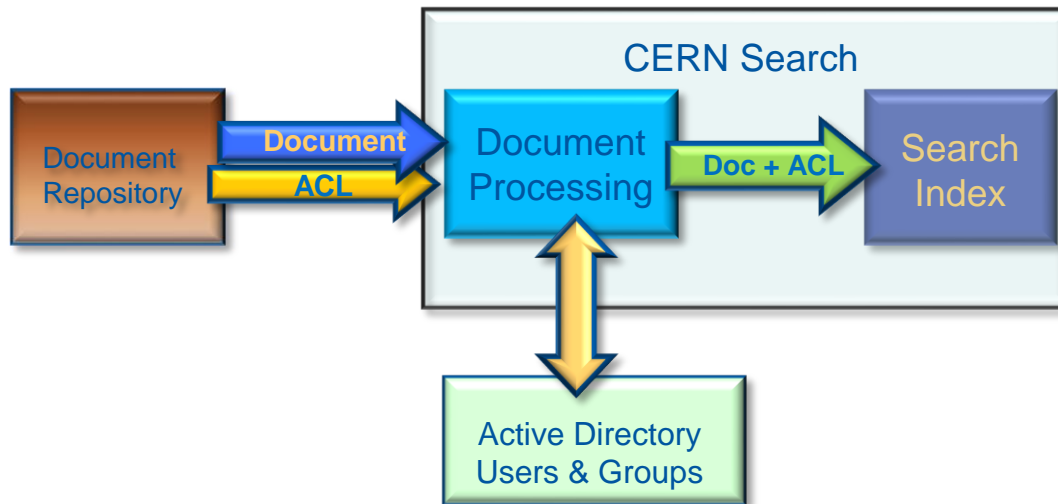 CERN Search
Document
Repository
Document
ACL
Document
Processing
Doc + ACL
Search
Index
Active Directory
Users & Groups